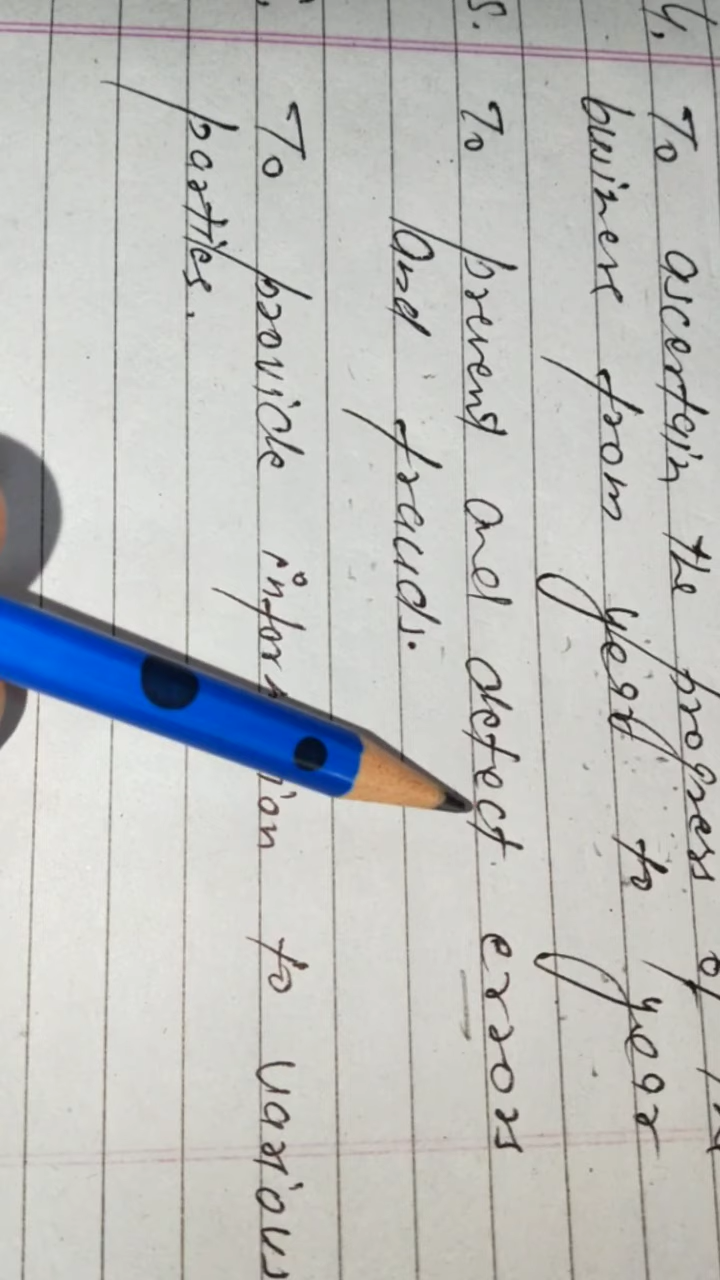 4. To ascertain the progress of the
business from year to year
5. To prevent and detect errors
and frauds.
To provide information to various
parties.